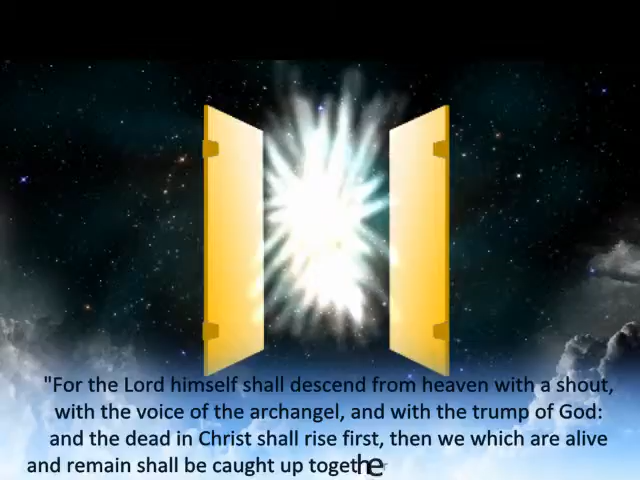 "For the Lord himself shall descend from heaven with a shout,
with the voice of the archangel, and with the trump of God:
and the dead in Christ shall rise first, then we which are alive
and remain shall be caught up together